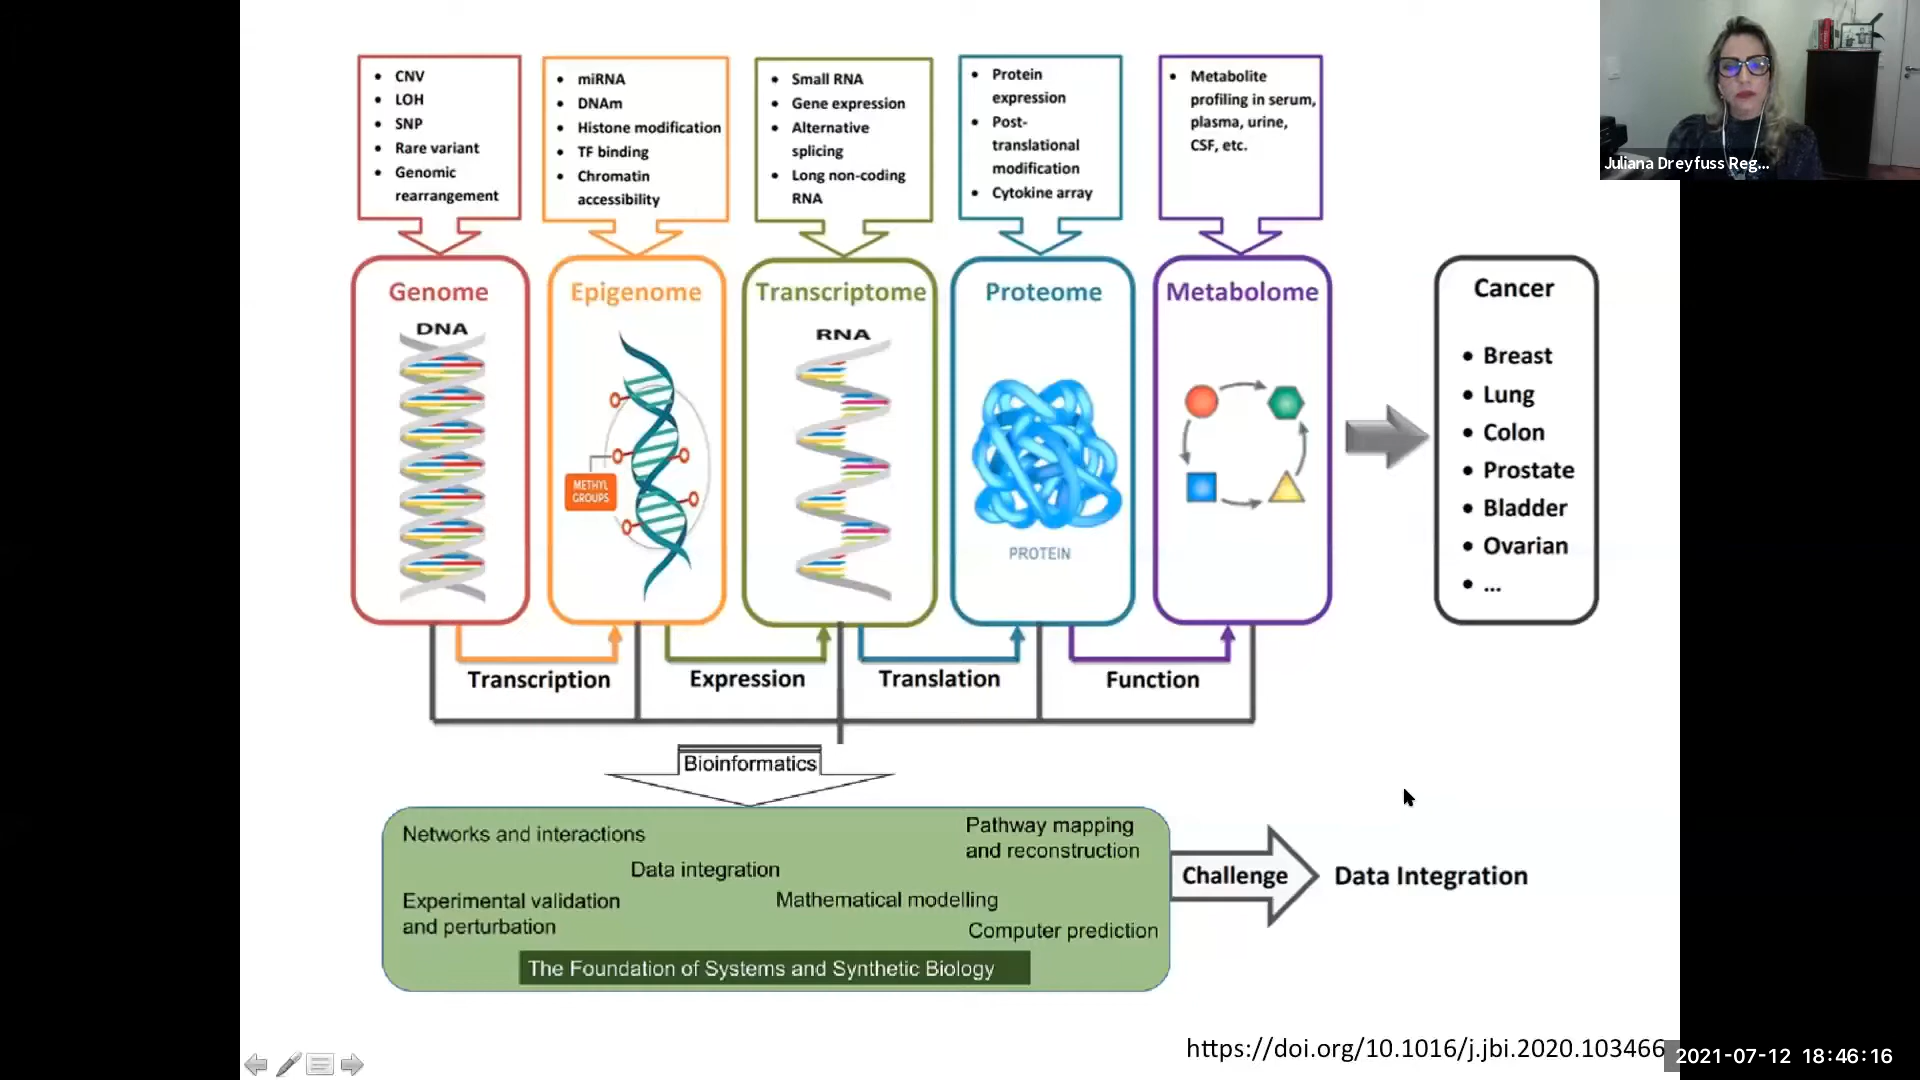 • CNV
• LOH
• SNP
• Rare variant
• Genomic
rearrangement
• miRNA
• DNAm
• Histone modification
• TF binding
• Chromatin
accessibility
• Small RNA
• Gene expression
• Alternative
splicing
• Long non-coding
RNA
• Protein
expression
• Post-
translational
modification
• Cytokine array
• Metabolite
profiling in serum,
plasma, urine,
CSF, etc.
Juliana Dreyfuss Reg...
Genome
DNA
Epigenome
METHYL
GROUPS
Transcriptome
RNA
Proteome
PROTEIN
Metabolome
Cancer
• Breast
• Lung
• Colon
• Prostate
• Bladder
• Ovarian
• ...
Transcription
Expression
Translation
Function
Bioinformatics
Networks and interactions
Pathway mapping
and reconstruction
Data integration
Experimental validation
and perturbation
Mathematical modelling
Computer prediction
The Foundation of Systems and Synthetic Biology
Challenge
Data Integration
https://doi.org/10.1016/j.jbi.2020.103466
2021-07-12 18:46:16